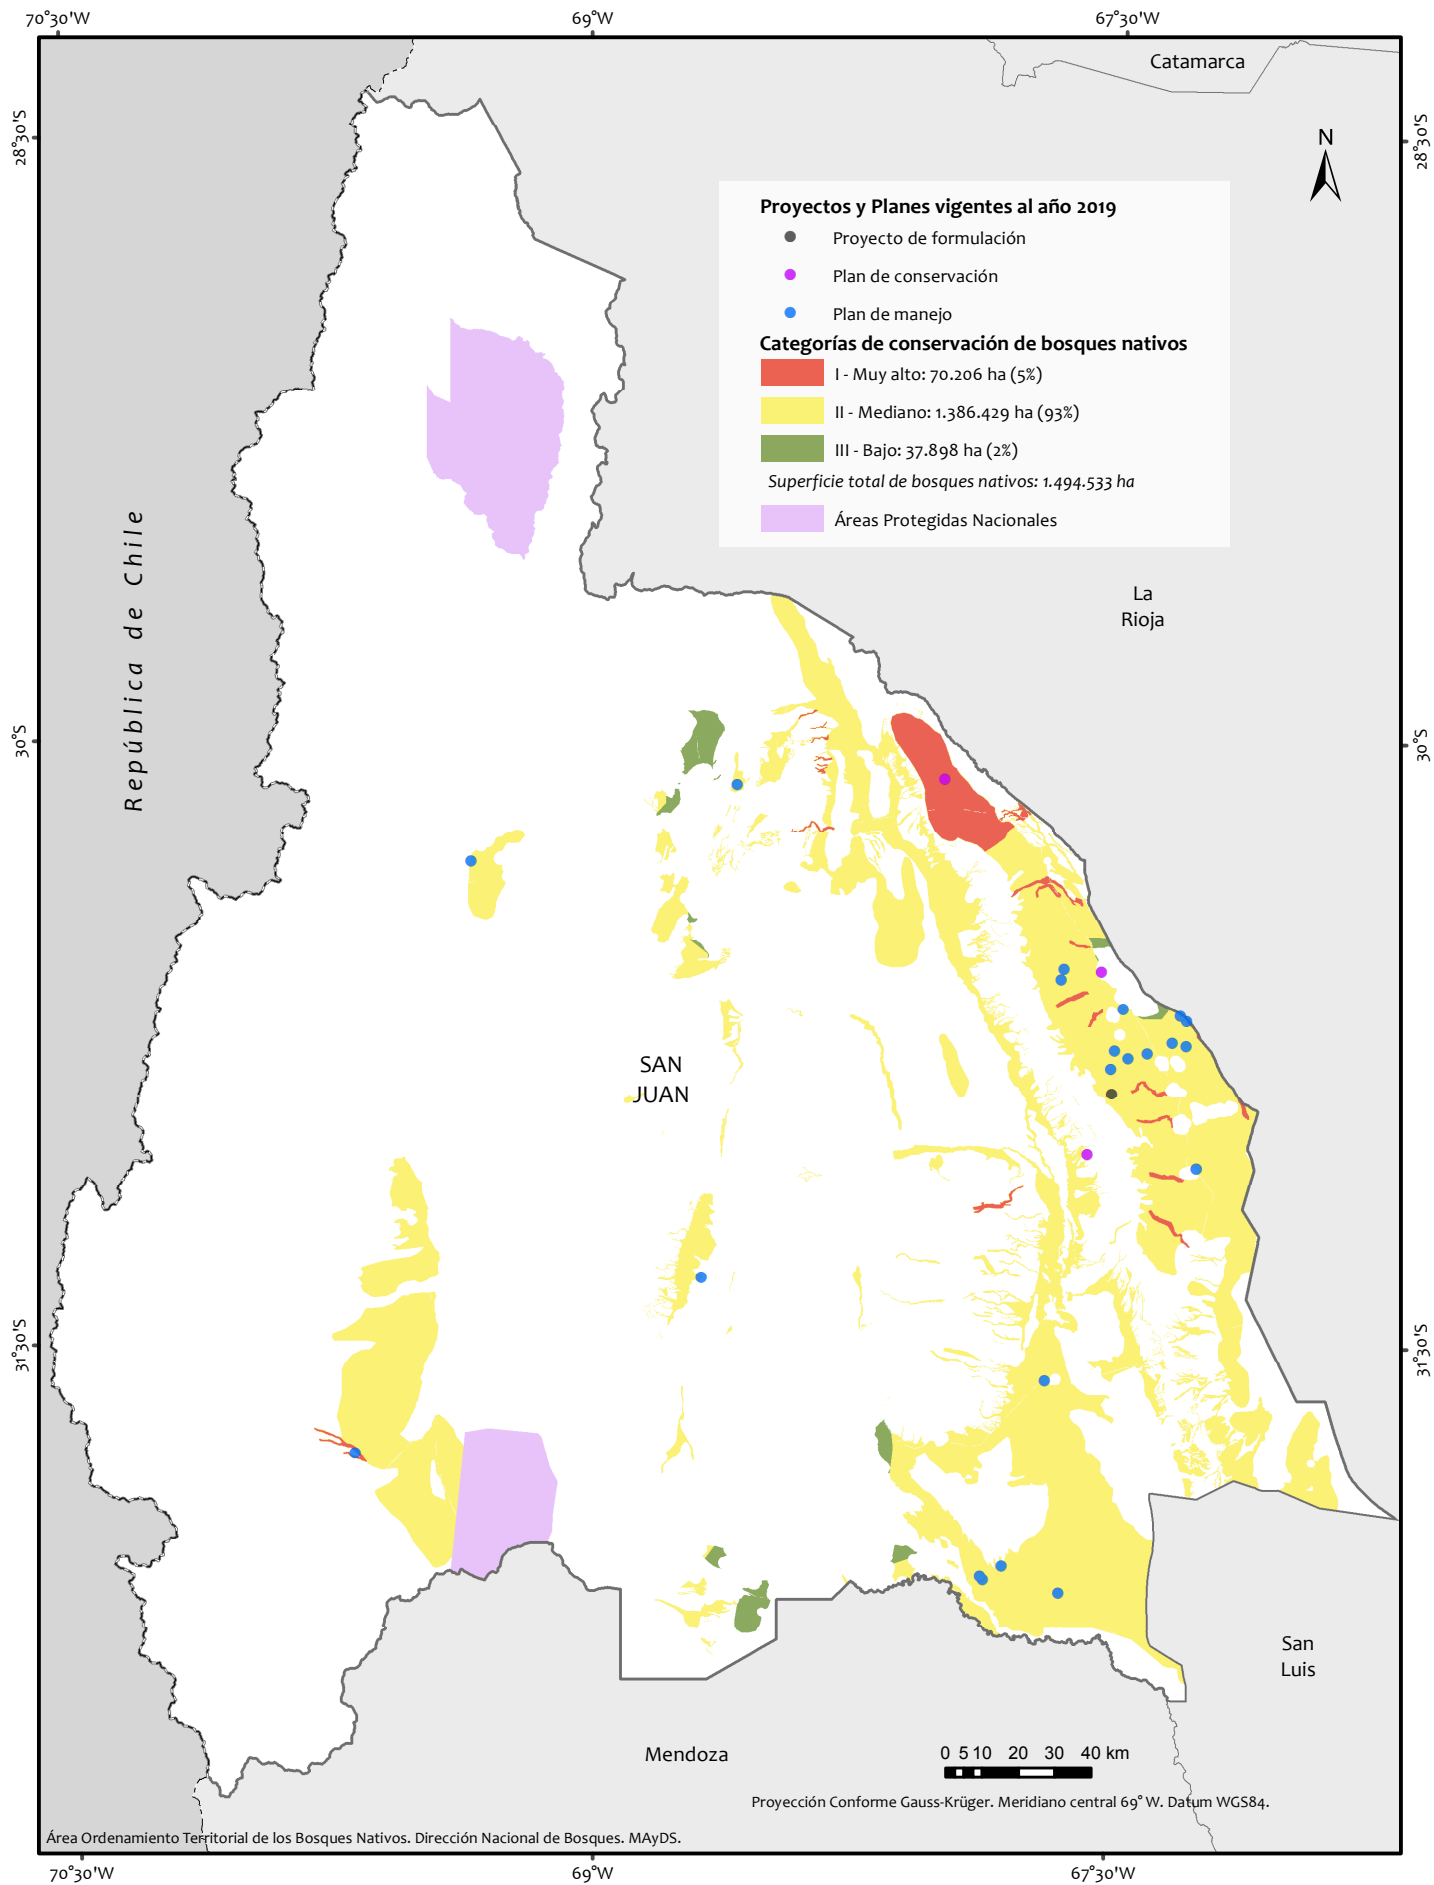 70°30'W
69°W
67°30'W
Catamarca
28°30'S
28°30'S
N
Proyectos y Planes vigentes al año 2019
Proyecto de formulación
Plan de conservación
Plan de manejo
Categorías de conservación de bosques nativos
I - Muy alto: 70.206 ha (5%)
II - Mediano: 1.386.429 ha (93%)
III - Bajo: 37.898 ha (2%)
Superficie total de bosques nativos: 1.494.533 ha
Áreas Protegidas Nacionales
República de Chile
La
Rioja
30°S
30°S
SAN
JUAN
31°30'S
31°30'S
San
Luis
Mendoza
0 5 10 20 30 40 km
Proyección Conforme Gauss-Krüger. Meridiano central 69° W. Datum WGS84.
Área Ordenamiento Territorial de los Bosques Nativos. Dirección Nacional de Bosques. MAyDS.
70°30'W
69°W
67°30'W